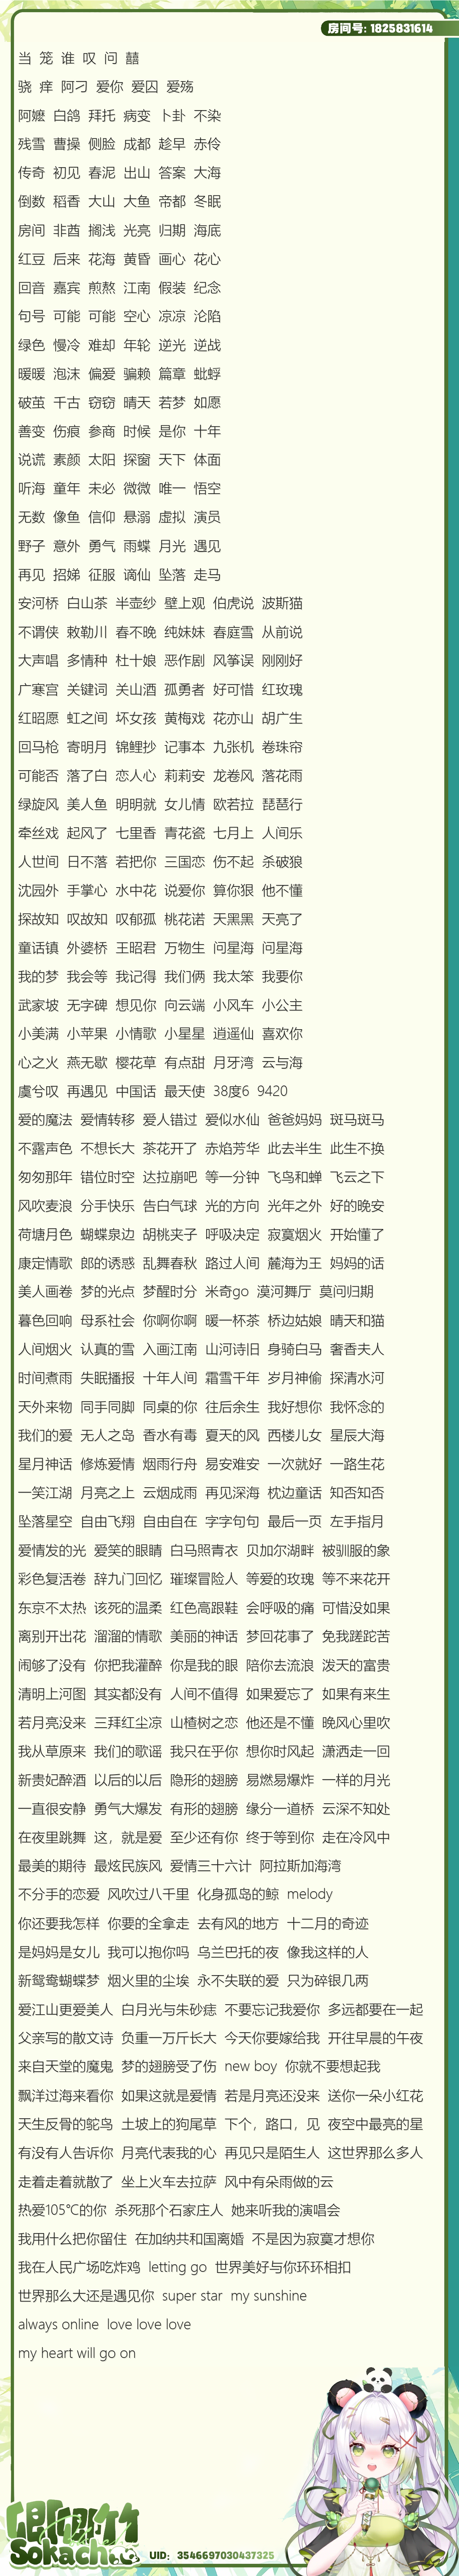 房间号: 1825831614
当 笼 谁 叹 问 囍
骁 痒 阿刁 爱你 爱囚 爱殇
阿嬷 白鸽 拜托 病变 卜卦 不染
残雪 曹操 侧脸 成都 趁早 赤伶
传奇 初见 春泥 出山 答案 大海
倒数 稻香 大山 大鱼 帝都 冬眠
房间 非酋 搁浅 光亮 归期 海底
红豆 后来 花海 黄昏 画心 花心
回音 嘉宾 煎熬 江南 假装 纪念
句号 可能 可能 空心 凉凉 沦陷
绿色 慢冷 难却 年轮 逆光 逆战
暖暖 泡沫 偏爱 骗赖 篇章 蚍蜉
破茧 千古 窃窃 晴天 若梦 如愿
善变 伤痕 参商 时候 是你 十年
说谎 素颜 太阳 探窗 天下 体面
听海 童年 未必 微微 唯一 悟空
无数 像鱼 信仰 悬溺 虚拟 演员
野子 意外 勇气 雨蝶 月光 遇见
再见 招娣 征服 谪仙 坠落 走马
安河桥 白山茶 半壶纱 壁上观 伯虎说 波斯猫
不谓侠 敕勒川 春不晚 纯妹妹 春庭雪 从前说
大声唱 多情种 杜十娘 恶作剧 风筝误 刚刚好
广寒宫 关键词 关山酒 孤勇者 好可惜 红玫瑰
红昭愿 虹之间 坏女孩 黄梅戏 花亦山 胡广生
回马枪 寄明月 锦鲤抄 记事本 九张机 卷珠帘
可能否 落了白 恋人心 莉莉安 龙卷风 落花雨
绿旋风 美人鱼 明明就 女儿情 欧若拉 琵琶行
牵丝戏 起风了 七里香 青花瓷 七月上 人间乐
人世间 日不落 若把你 三国恋 伤不起 杀破狼
沈园外 手掌心 水中花 说爱你 算你狠 他不懂
探故知 叹故知 叹郁孤 桃花诺 天黑黑 天亮了
童话镇 外婆桥 王昭君 万物生 问星海 问星海
我的梦 我会等 我记得 我们俩 我太笨 我要你
武家坡 无字碑 想见你 向云端 小风车 小公主
小美满 小苹果 小情歌 小星星 逍遥仙 喜欢你
心之火 燕无歇 樱花草 有点甜 月牙湾 云与海
虞兮叹 再遇见 中国话 最天使 38度6 9420
爱的魔法 爱情转移 爱人错过 爱似水仙 爸爸妈妈 斑马斑马
不露声色 不想长大 茶花开了 赤焰芳华 此去半生 此生不换
匆匆那年 错位时空 达拉崩吧 等一分钟 飞鸟和蝉 飞云之下
风吹麦浪 分手快乐 告白气球 光的方向 光年之外 好的晚安
荷塘月色 蝴蝶泉边 胡桃夹子 呼吸决定 寂寞烟火 开始懂了
康定情歌 郎的诱惑 乱舞春秋 路过人间 麓海为王 妈妈的话
美人画卷 梦的光点 梦醒时分 米奇go 漠河舞厅 莫问归期
暮色回响 母系社会 你啊你啊 暖一杯茶 桥边姑娘 晴天和猫
人间烟火 认真的雪 入画江南 山河诗旧 身骑白马 奢香夫人
时间煮雨 失眠播报 十年人间 霜雪千年 岁月神偷 探清水河
天外来物 同手同脚 同桌的你 往后余生 我好想你 我怀念的
我们的爱 无人之岛 香水有毒 夏天的风 西楼儿女 星辰大海
星月神话 修炼爱情 烟雨行舟 易安难安 一次就好 一路生花
一笑江湖 月亮之上 云烟成雨 再见深海 枕边童话 知否知否
坠落星空 自由飞翔 自由自在 字字句句 最后一页 左手指月
爱情发的光 爱笑的眼睛 白马照青衣 贝加尔湖畔 被驯服的象
彩色复活卷 辞九门回忆 璀璨冒险人 等爱的玫瑰 等不来花开
东京不太热 该死的温柔 红色高跟鞋 会呼吸的痛 可惜没如果
离别开出花 溜溜的情歌 美丽的神话 梦回花事了 免我蹉跎苦
闹够了没有 你把我灌醉 你是我的眼 陪你去流浪 泼天的富贵
清明上河图 其实都没有 人间不值得 如果爱忘了 如果有来生
若月亮没来 三拜红尘凉 山楂树之恋 他还是不懂 晚风心里吹
我从草原来 我们的歌谣 我只在乎你 想你时风起 潇洒走一回
新贵妃醉酒 以后的以后 隐形的翅膀 易燃易爆炸 一样的月光
一直很安静 勇气大爆发 有形的翅膀 缘分一道桥 云深不知处
在夜里跳舞 这，就是爱 至少还有你 终于等到你 走在冷风中
最美的期待 最炫民族风 爱情三十六计 阿拉斯加海湾
不分手的恋爱 风吹过八千里 化身孤岛的鲸 melody
你还要我怎样 你要的全拿走 去有风的地方 十二月的奇迹
是妈妈是女儿 我可以抱你吗 乌兰巴托的夜 像我这样的人
新鸳鸯蝴蝶梦 烟火里的尘埃 永不失联的爱 只为碎银几两
爱江山更爱美人 白月光与朱砂痣 不要忘记我爱你 多远都要在一起
父亲写的散文诗 负重一万斤长大 今天你要嫁给我 开往早晨的午夜
来自天堂的魔鬼 梦的翅膀受了伤 new boy 你就不要想起我
飘洋过海来看你 如果这就是爱情 若是月亮还没来 送你一朵小红花
天生反骨的鸵鸟 土坡上的狗尾草 下个，路口，见 夜空中最亮的星
有没有人告诉你 月亮代表我的心 再见只是陌生人 这世界那么多人
走着走着就散了 坐上火车去拉萨 风中有朵雨做的云
热爱105°C的你 杀死那个石家庄人 她来听我的演唱会
我用什么把你留住 在加纳共和国离婚 不是因为寂寞才想你
我在人民广场吃炸鸡 letting go 世界美好与你环环相扣
世界那么大还是遇见你 super star my sunshine
always online love love love
my heart will go on
Sokach
UID: 3546697030437325